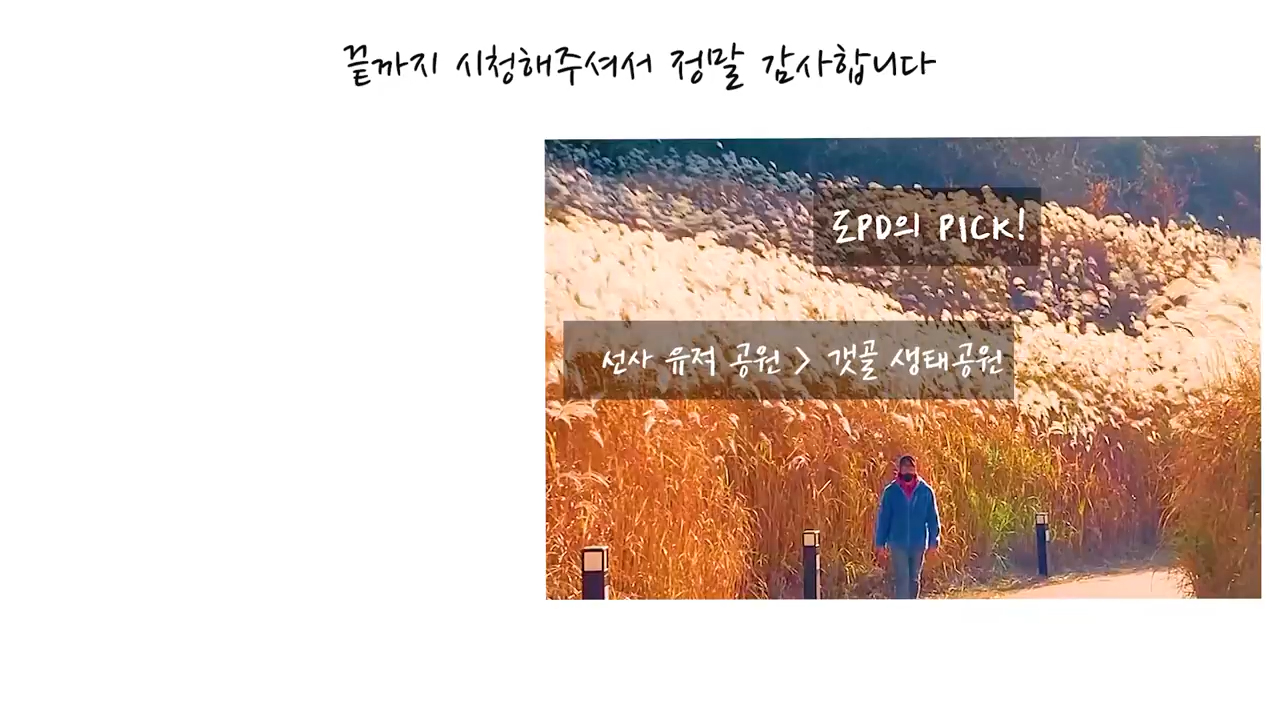 끝까지 시청해주셔서 정말 감사합니다
도PD의 PICK!
선사 유적 공원 > 갯골 생태공원